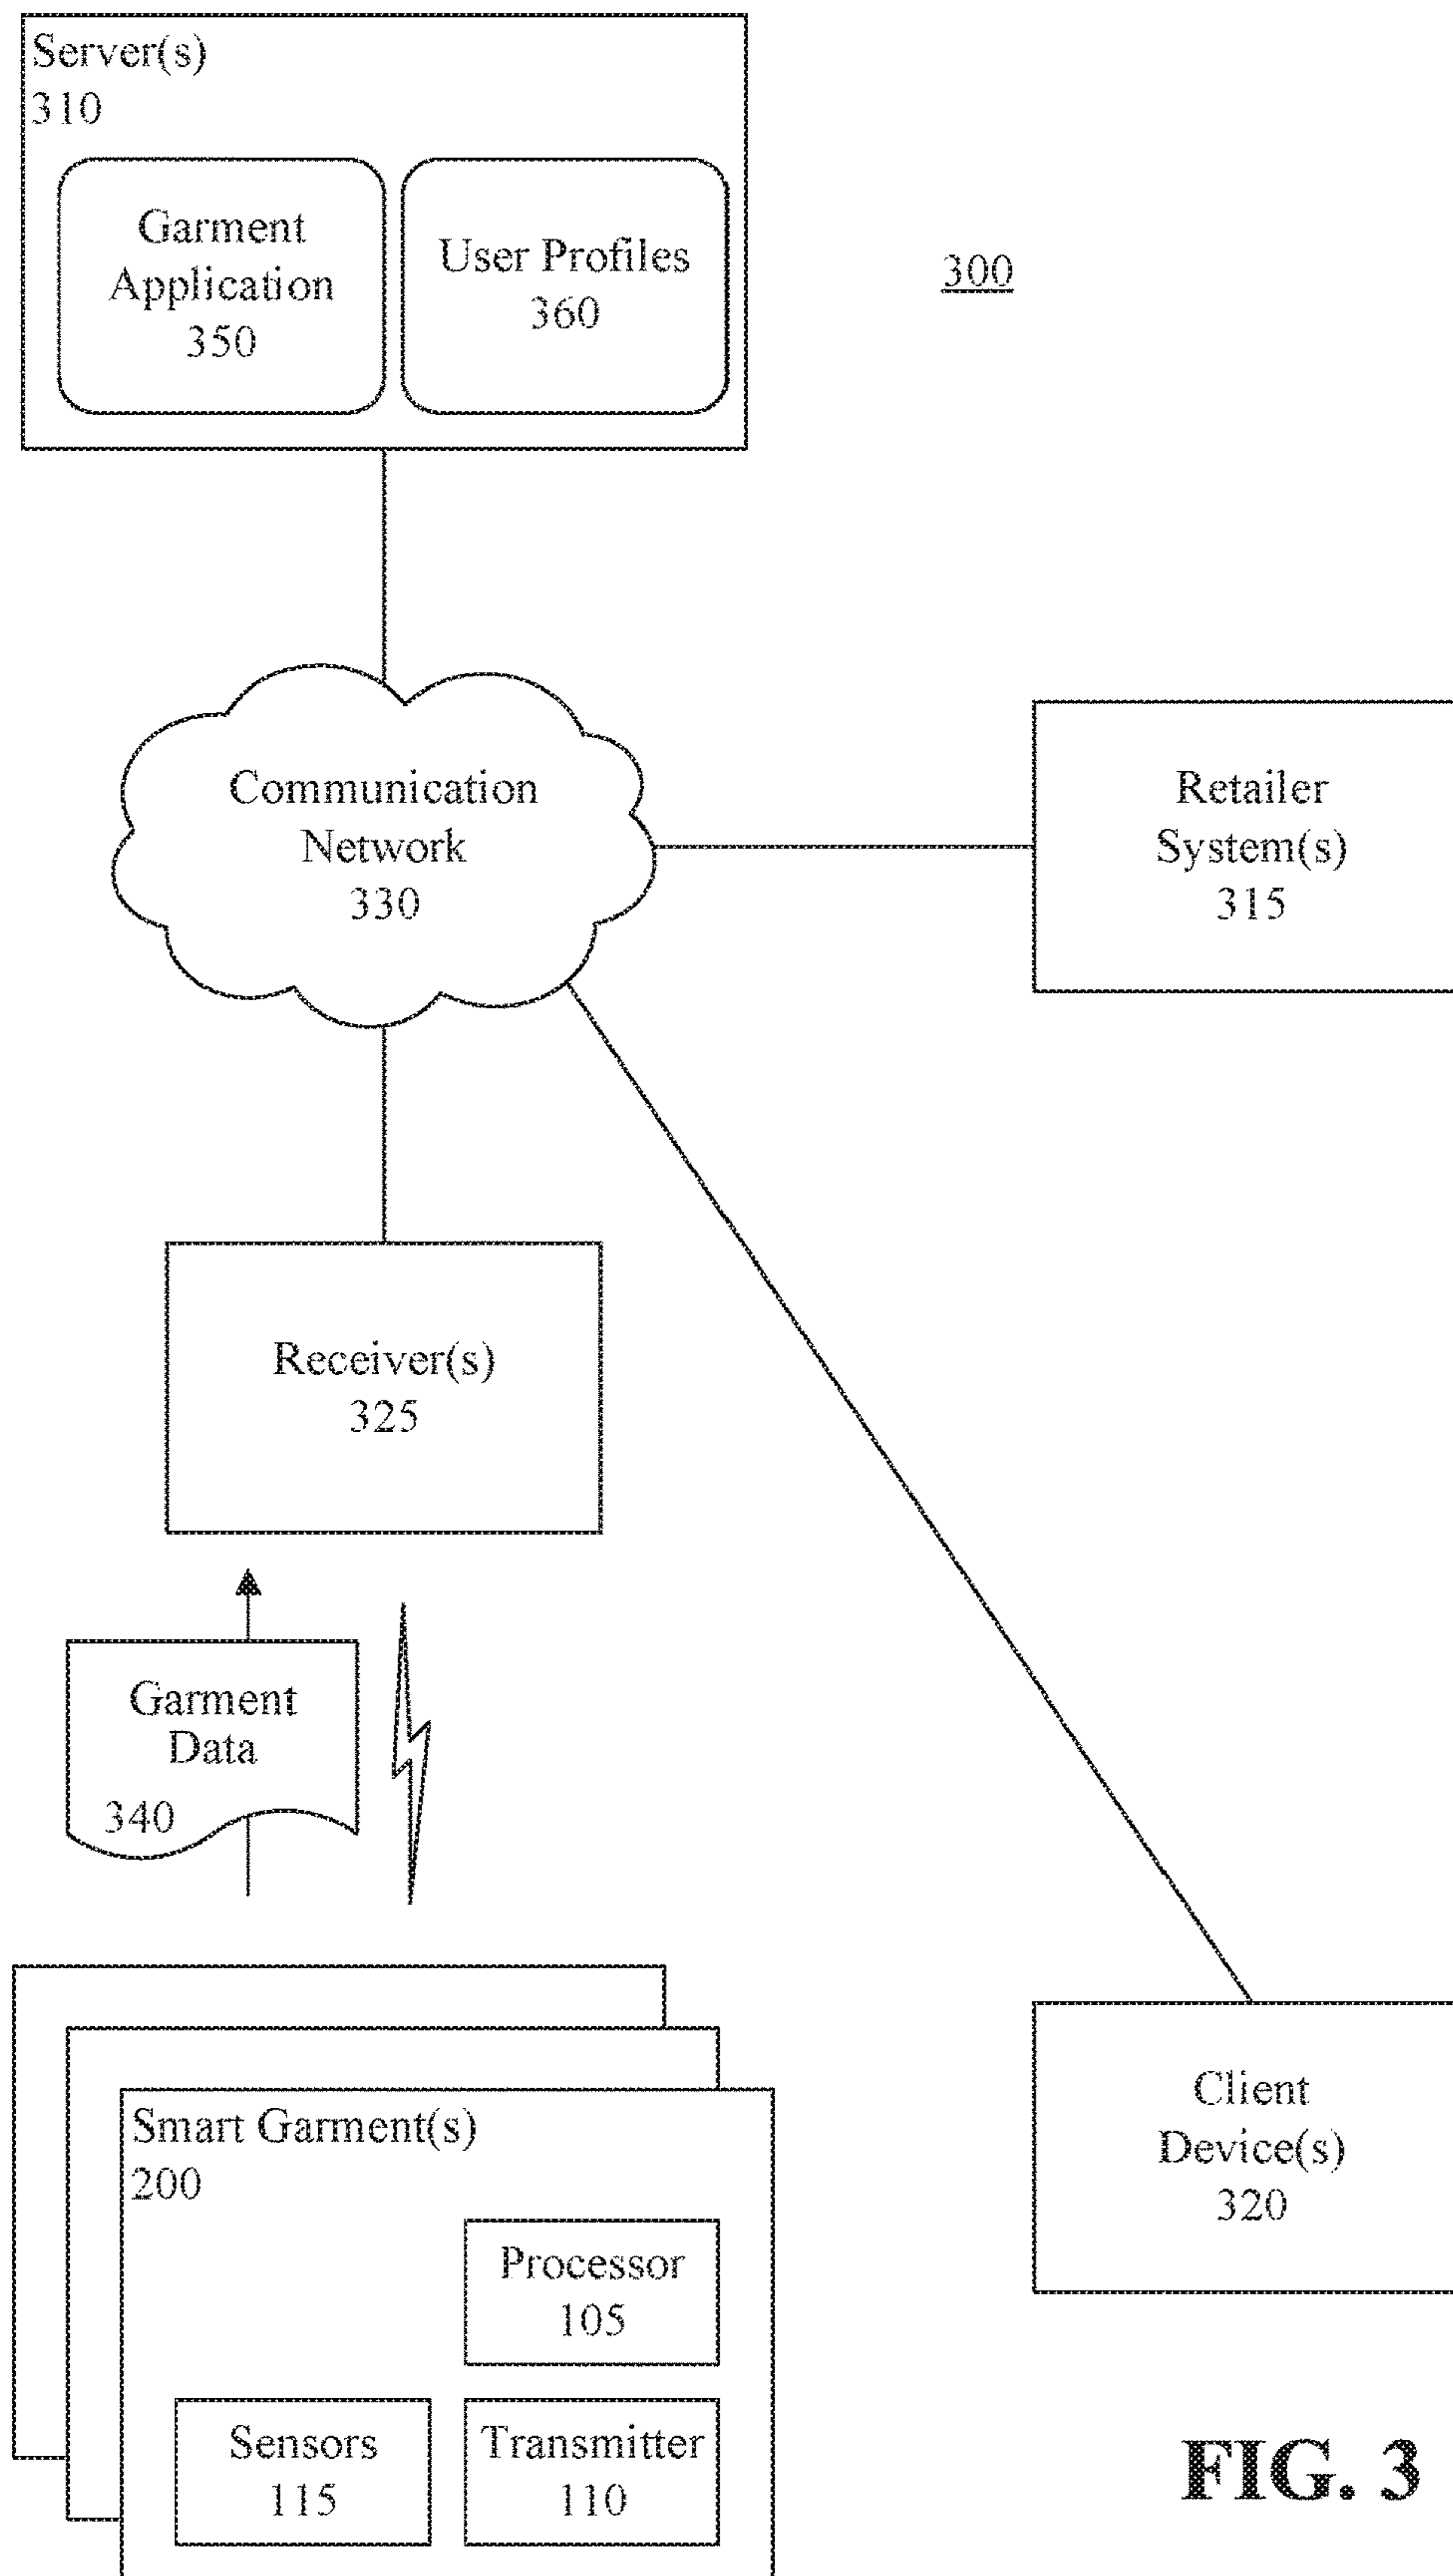 Server(s)
310
Garment
Application
350
User Profiles
360
300
Communication
Network
330
Retailer
System(s)
315
Receiver(s)
325
Garment
Data
340
Smart Garment(s)
200
Processor
105
Sensors
115
Transmitter
110
Client
Device(s)
320
FIG. 3